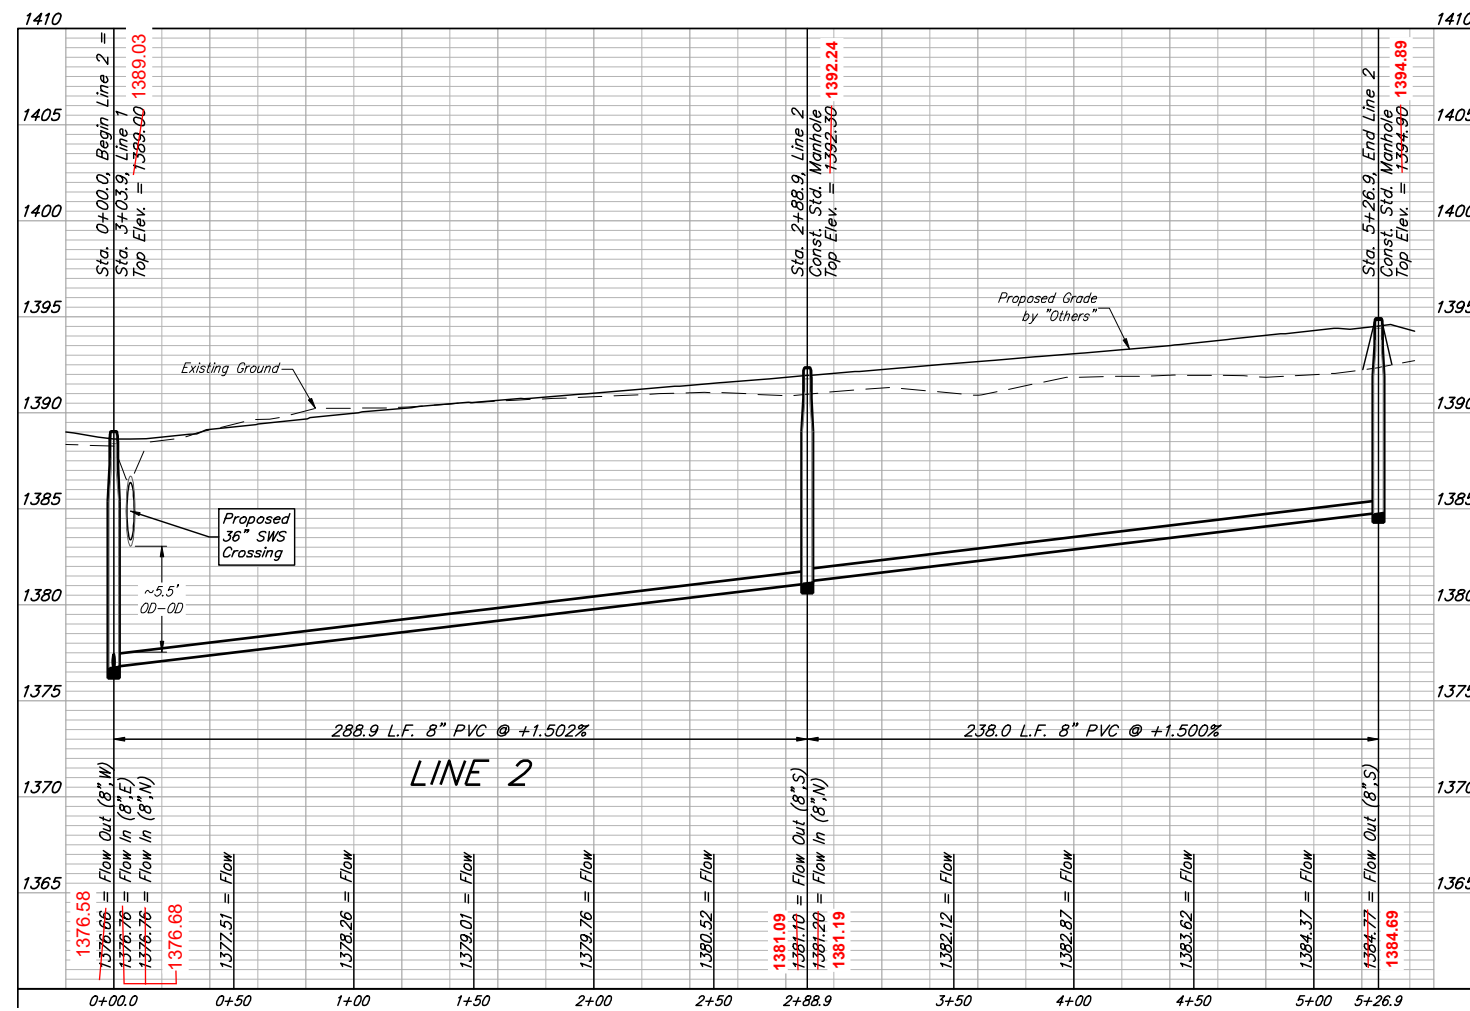 1410
1410
Sta. 0+00.0, Begin Line 2 =
Sta. 3+03.9, Line 1
Top Elev. = 1389.00 1389.03
Sta. 2+88.9, Line 2
Const. Std. Manhole
Top Elev. = 1392.30 1392.24
Sta. 5+26.9, End Line 2
Const. Std. Manhole
Top Elev. = 1394.90 1394.89
1405
1405
1400
1400
1395
1395
Proposed Grade
by "Others"
Existing Ground
1390
1390
1385
1385
Proposed
36" SWS
Crossing
~5.5'
OD-OD
1380
1380
1375
1375
288.9 L.F. 8" PVC @ +1.502%
238.0 L.F. 8" PVC @ +1.500%
LINE 2
1370
1370
1365
1365
1376.58
1376.66 = Flow Out (8",W)
1376.76 = Flow In (8",E)
1376.76 = Flow In (8",N)
1376.68
1377.51 = Flow
1378.26 = Flow
1379.01 = Flow
1379.76 = Flow
1380.52 = Flow
1381.09
1381.10 = Flow Out (8",S)
1381.20 = Flow In (8",N)
1381.19
1382.12 = Flow
1382.87 = Flow
1383.62 = Flow
1384.37 = Flow
1384.77 = Flow Out (8",S)
1384.69
0+00.0
0+50
1+00
1+50
2+00
2+50
2+88.9
3+50
4+00
4+50
5+00
5+26.9